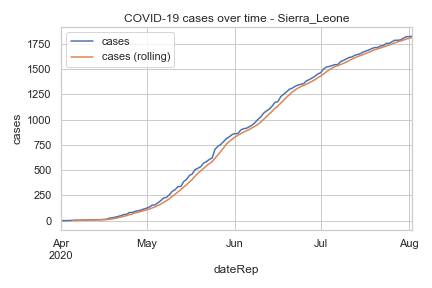 COVID-19 cases over time - Sierra_Leone
cases
cases (rolling)
1750
1500
1250
1000
750
500
250
0
cases
Apr May Jun Jul Aug
2020
dateRep